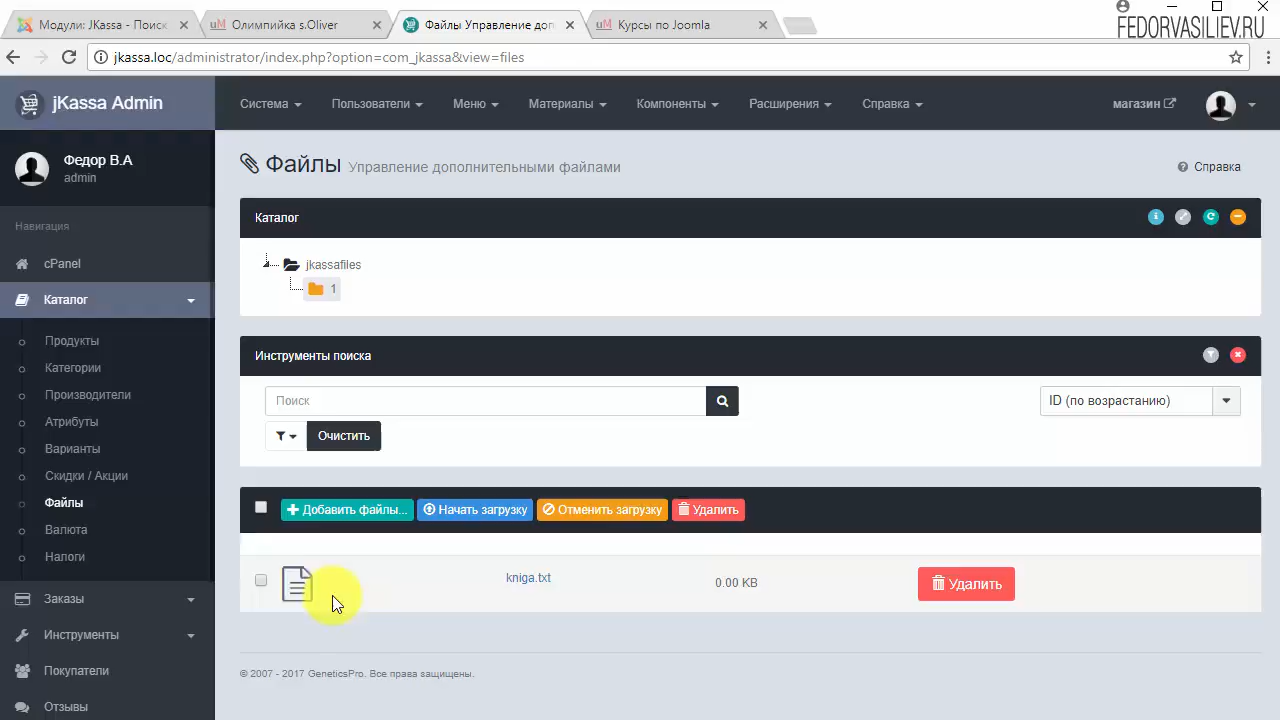 Модули: JKassa - Поиск
Олимпийка s.Oliver
Файлы Управление доп
Курсы по Joomla
FEDORVASILIEV.RU
jkassa.loc/administrator/index.php?option=com_jkassa&view=files
jKassa Admin
Система
Пользователи
Меню
Материалы
Компоненты
Расширения
Справка
магазин
Федор В.А
admin
Навигация
cPanel
Каталог
Продукты
Категории
Производители
Атрибуты
Варианты
Скидки / Акции
Файлы
Валюта
Налоги
Заказы
Инструменты
Покупатели
Отзывы
Файлы Управление дополнительными файлами
Справка
Каталог
jkassafiles
1
Инструменты поиска
Поиск
ID (по возрастанию)
Очистить
Добавить файлы...
Начать загрузку
Отменить загрузку
Удалить
kniga.txt
0.00 KB
Удалить
© 2007 - 2017 GeneticsPro. Все права защищены.